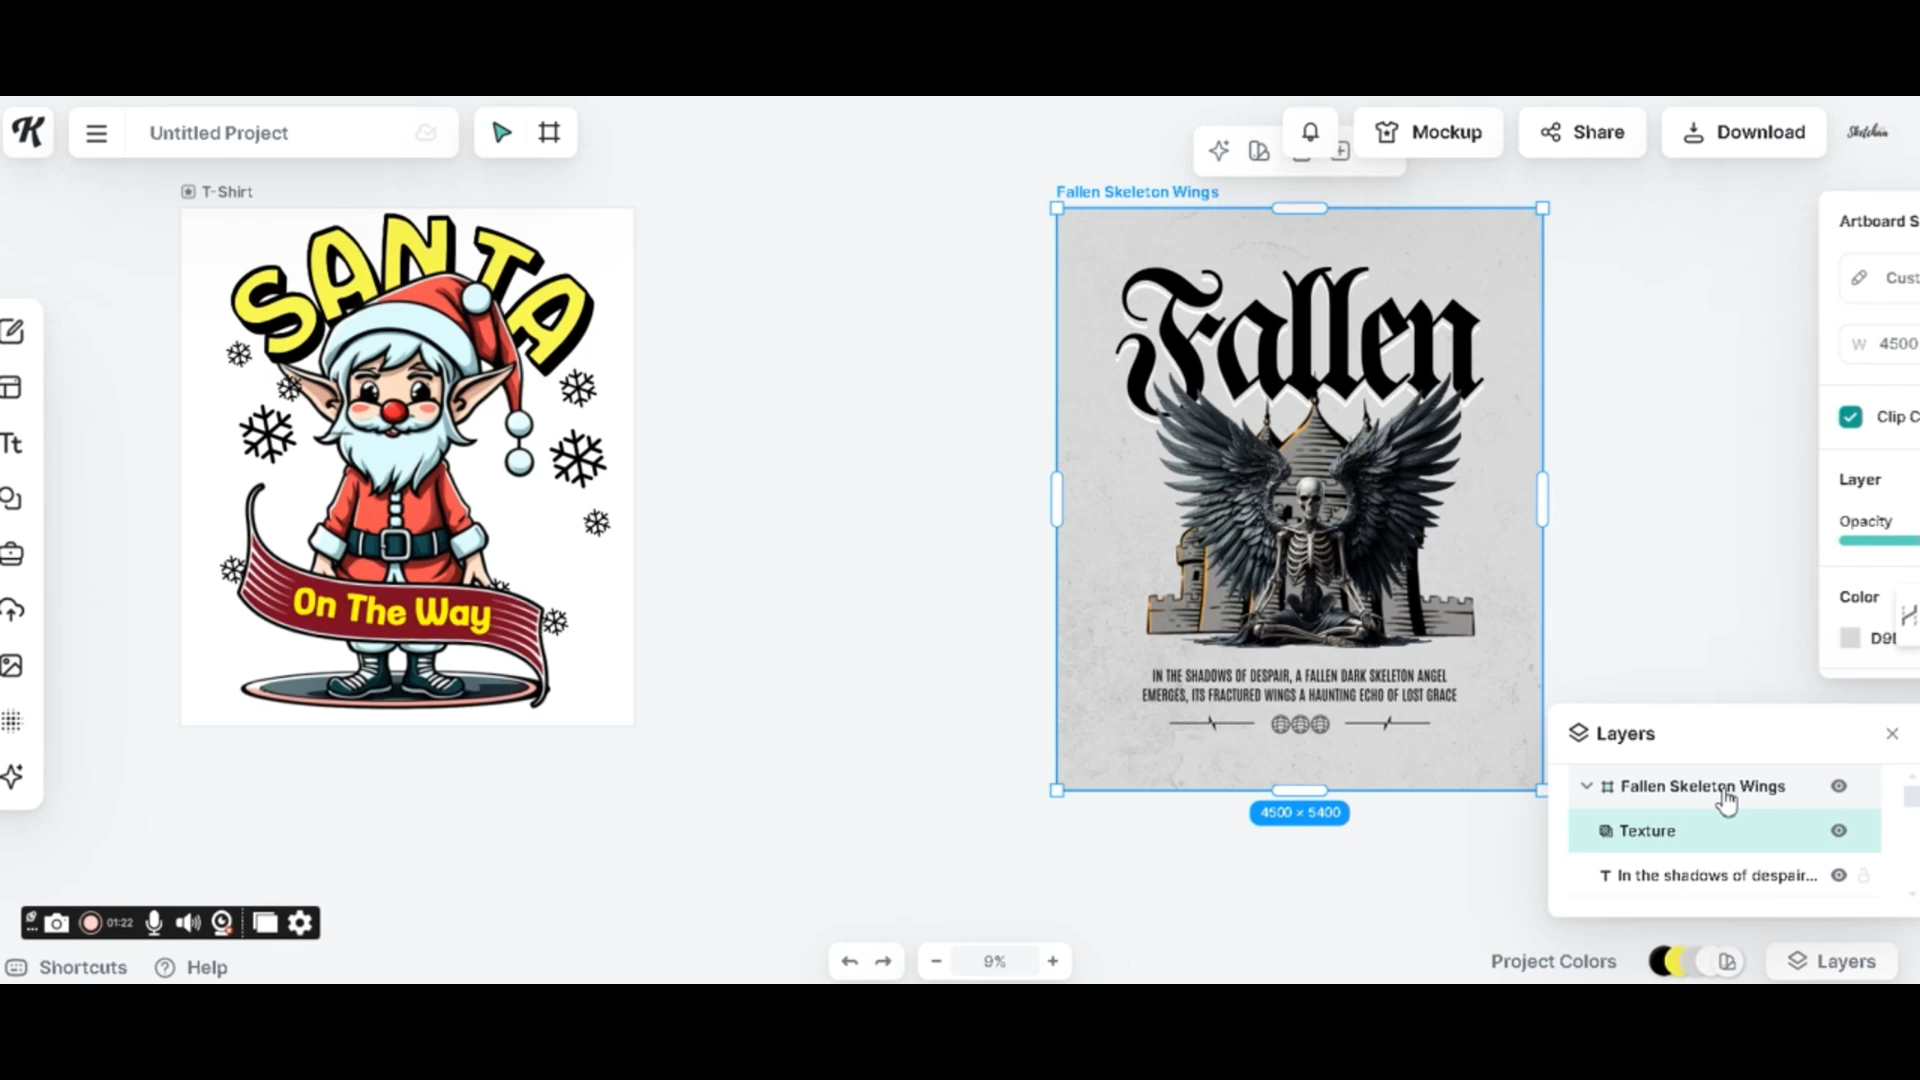 K
Untitled Project
Mockup
Share
Download
Sketchan
T-Shirt
Fallen Skeleton Wings
SANTA
On The Way
Fallen
IN THE SHADOWS OF DESPAIR, A FALLEN DARK SKELETON ANGEL
EMERGES, ITS FRACTURED WINGS A HAUNTING ECHO OF LOST GRACE
4500 × 5400
Tt
Artboard S
Cust
W 4500
Clip C
Layer
Opacity
Color
Layers
Fallen Skeleton Wings
Texture
T In the shadows of despair...
01:22
Shortcuts
Help
9%
Project Colors
Layers